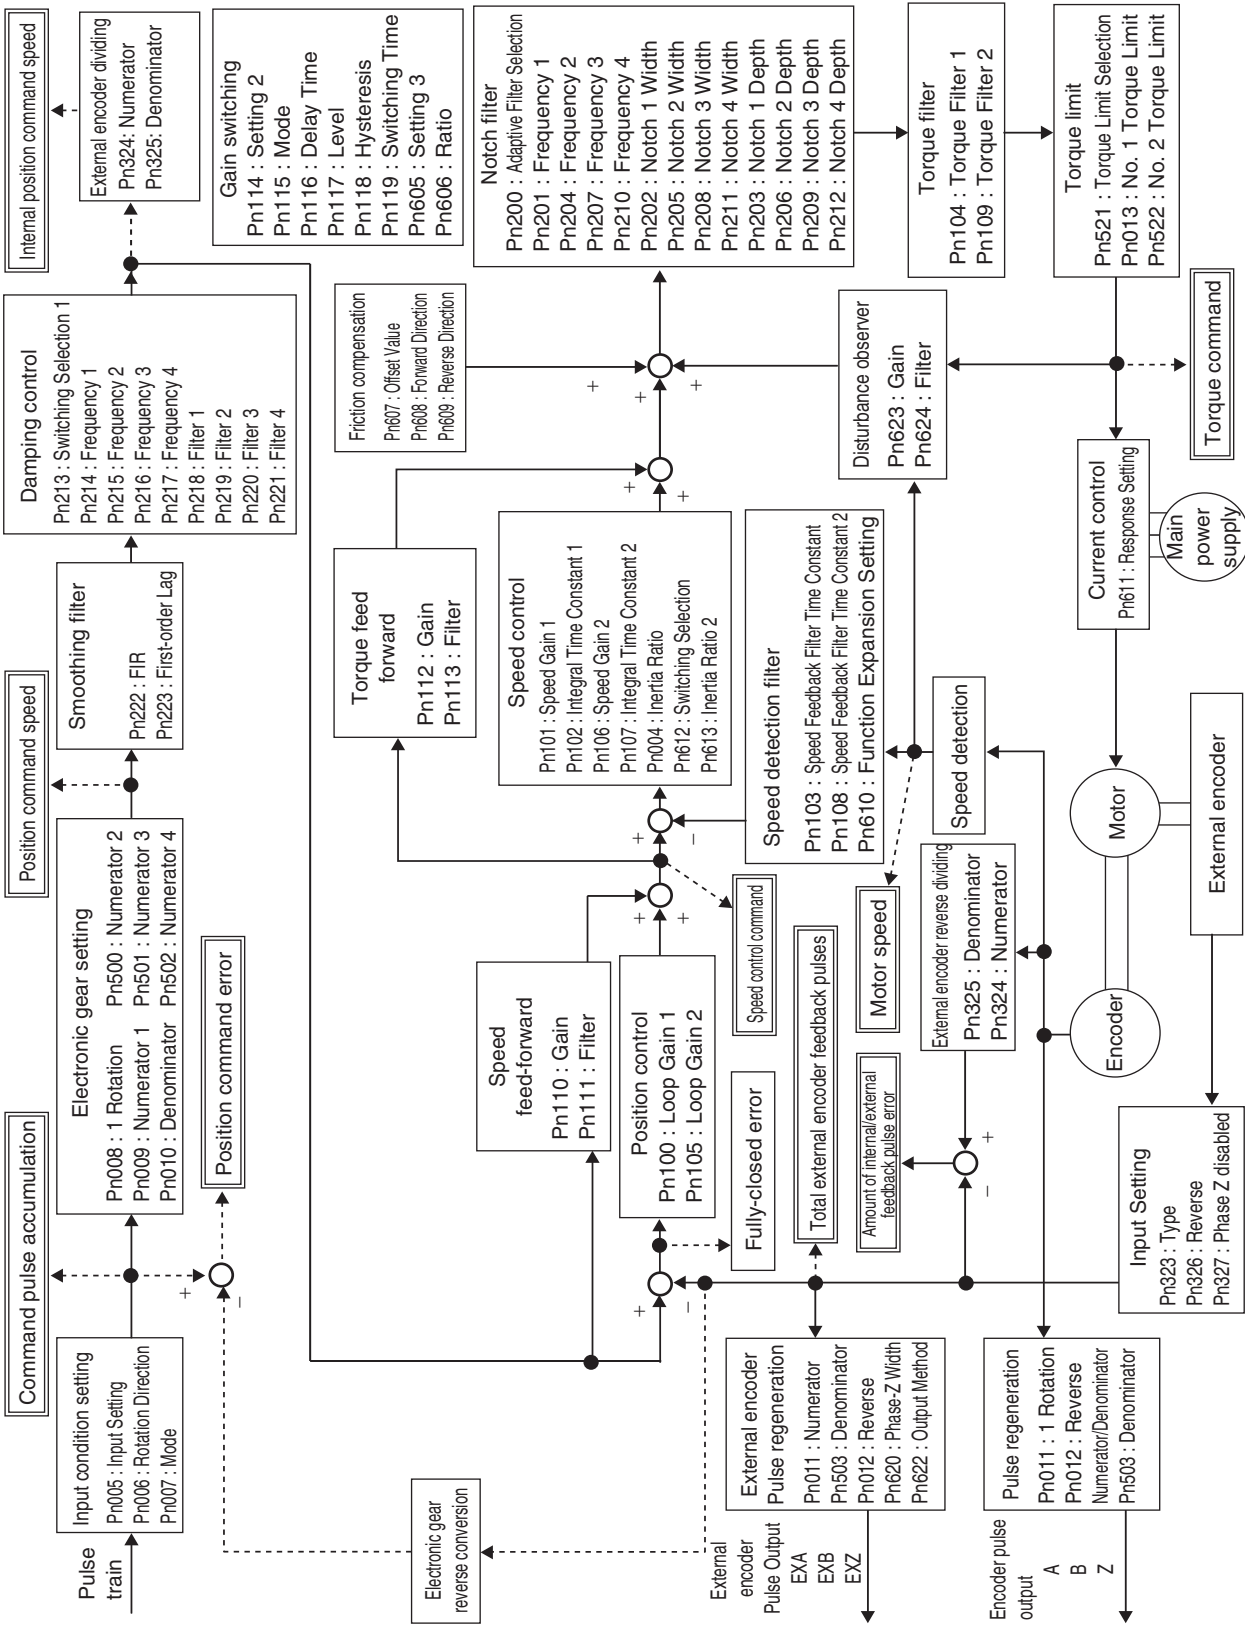 Pulse
train
Input condition setting
Pn005 : Input Setting
Pn006 : Rotation Direction
Pn007 : Mode
Command pulse accumulation
Electronic gear setting
Pn008 : 1 Rotation Pn500 : Numerator 2
Pn009 : Numerator 1 Pn501 : Numerator 3
Pn010 : Denominator Pn502 : Numerator 4
Position command error
+
−
Position command speed
Smoothing filter
Pn222 : FIR
Pn223 : First-order Lag
Damping control
Pn213 : Switching Selection 1
Pn214 : Frequency 1
Pn215 : Frequency 2
Pn216 : Frequency 3
Pn217 : Frequency 4
Pn218 : Filter 1
Pn219 : Filter 2
Pn220 : Filter 3
Pn221 : Filter 4
Internal position command speed
External encoder dividing
Pn324: Numerator
Pn325: Denominator
Gain switching
Pn114 : Setting 2
Pn115 : Mode
Pn116 : Delay Time
Pn117 : Level
Pn118 : Hysteresis
Pn119 : Switching Time
Pn605 : Setting 3
Pn606 : Ratio
Electronic gear
reverse conversion
Speed
feed-forward
Pn110 : Gain
Pn111 : Filter
+
−
Position control
Pn100 : Loop Gain 1
Pn105 : Loop Gain 2
Fully-closed error
+
+
Speed control command
Torque feed
forward
Pn112 : Gain
Pn113 : Filter
+
−
Speed control
Pn101 : Speed Gain 1
Pn102 : Integral Time Constant 1
Pn106 : Speed Gain 2
Pn107 : Integral Time Constant 2
Pn004 : Inertia Ratio
Pn612 : Switching Selection
Pn613 : Inertia Ratio 2
+
+
Friction compensation
Pn607 : Offset Value
Pn608 : Forward Direction
Pn609 : Reverse Direction
+
+
+
Notch filter
Pn200 : Adaptive Filter Selection
Pn201 : Frequency 1
Pn204 : Frequency 2
Pn207 : Frequency 3
Pn210 : Frequency 4
Pn202 : Notch 1 Width
Pn205 : Notch 2 Width
Pn208 : Notch 3 Width
Pn211 : Notch 4 Width
Pn203 : Notch 1 Depth
Pn206 : Notch 2 Depth
Pn209 : Notch 3 Depth
Pn212 : Notch 4 Depth
External
encoder
Pulse Output
EXA
EXB
EXZ
External encoder
Pulse regeneration
Pn011 : Numerator
Pn503 : Denominator
Pn012 : Reverse
Pn620 : Phase-Z Width
Pn622 : Output Method
Total external encoder feedback pulses
Amount of internal/external
feedback pulse error
−
+
Motor speed
External encoder reverse dividing
Pn325 : Denominator
Pn324 : Numerator
Speed detection filter
Pn103 : Speed Feedback Filter Time Constant
Pn108 : Speed Feedback Filter Time Constant 2
Pn610 : Function Expansion Setting
Speed detection
Disturbance observer
Pn623 : Gain
Pn624 : Filter
Torque filter
Pn104 : Torque Filter 1
Pn109 : Torque Filter 2
Torque limit
Pn521 : Torque Limit Selection
Pn013 : No. 1 Torque Limit
Pn522 : No. 2 Torque Limit
Encoder pulse
output
A
B
Z
Pulse regeneration
Pn011 : 1 Rotation
Pn012 : Reverse
Numerator/Denominator
Pn503 : Denominator
Input Setting
Pn323 : Type
Pn326 : Reverse
Pn327 : Phase Z disabled
Encoder
Motor
External encoder
Current control
Pn611 : Response Setting
Main
power
supply
Torque command